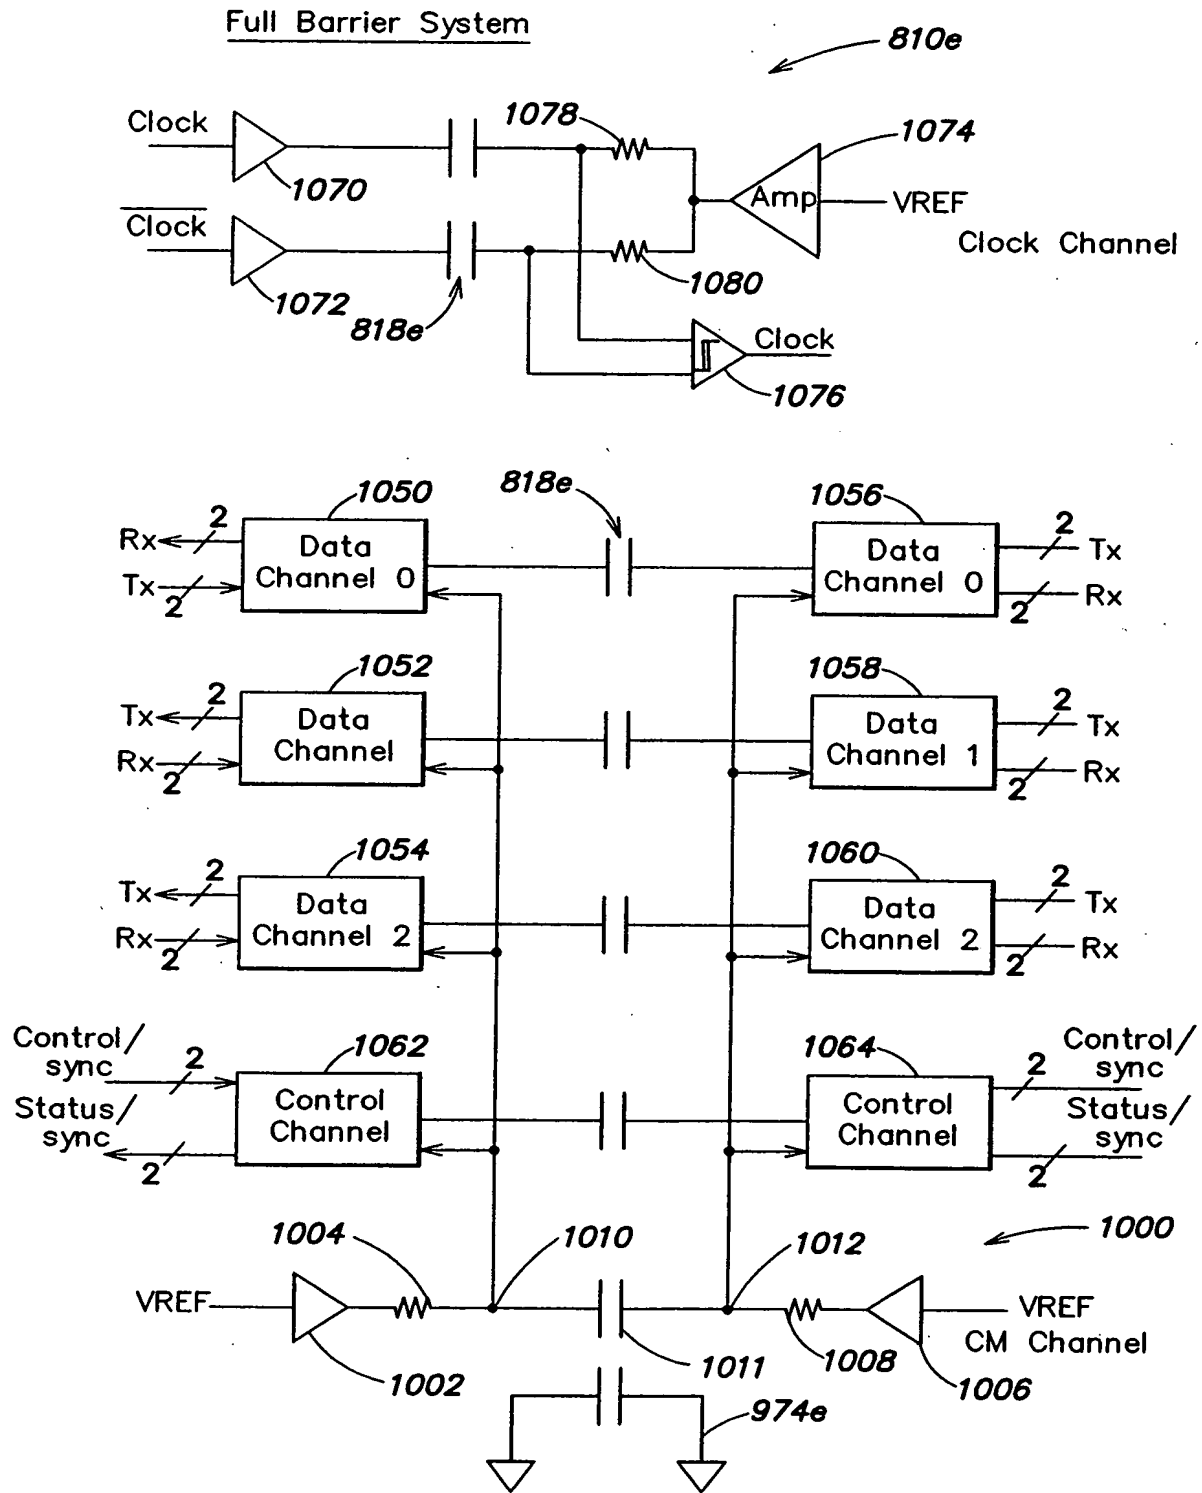 Full Barrier System
810e
Clock
1070
1078
1074
Amp
VREF
Clock Channel
Clock
1072
818e
1080
Clock
1076
1050
818e
1056
Rx
2
Data
Channel 0
Tx
2
Data
Channel 0
2
Tx
2
Rx
1052
1058
Tx
2
Data
Channel
Rx
2
Data
Channel 1
2
Tx
2
Rx
1054
1060
Tx
2
Data
Channel 2
Rx
2
Data
Channel 2
2
Tx
2
Rx
Control/
sync
2
1062
Control
Channel
Status/
sync
2
1064
Control
Channel
2
Control/
sync
Status/
sync
2
1004
1010
1012
1000
VREF
1002
1011
1008
VREF
CM Channel
1006
974e